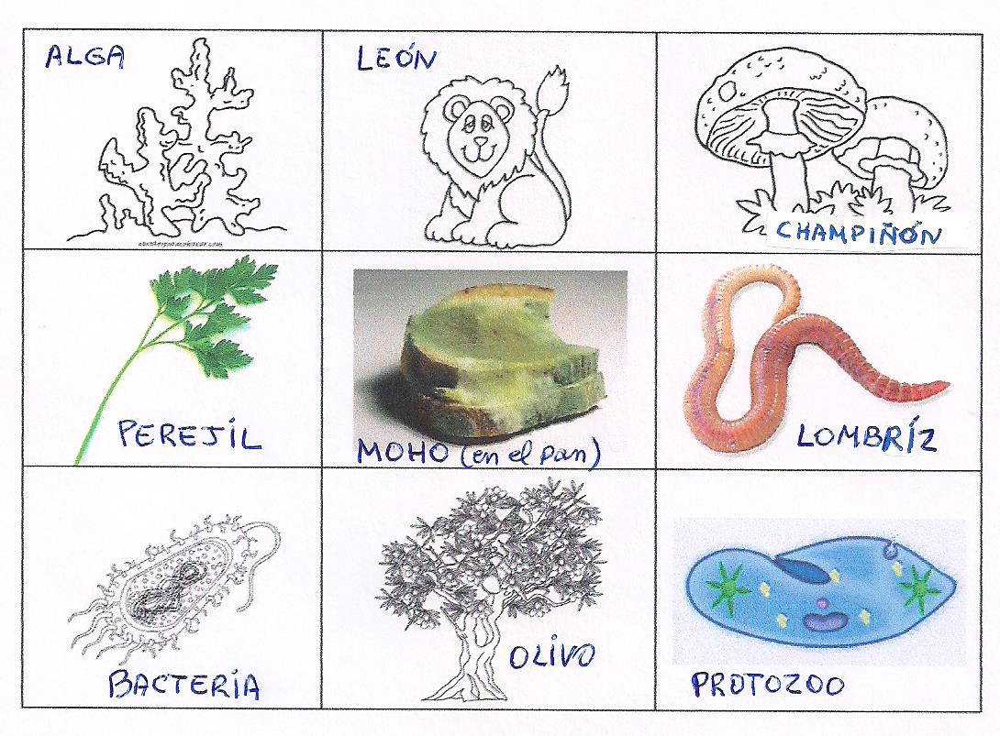 ALGA
LEÓN
CHAMPIÑÓN
PEREJIL
MOHO (en el pan)
LOMBRÍZ
BACTERIA
OLIVO
PROTOZOO